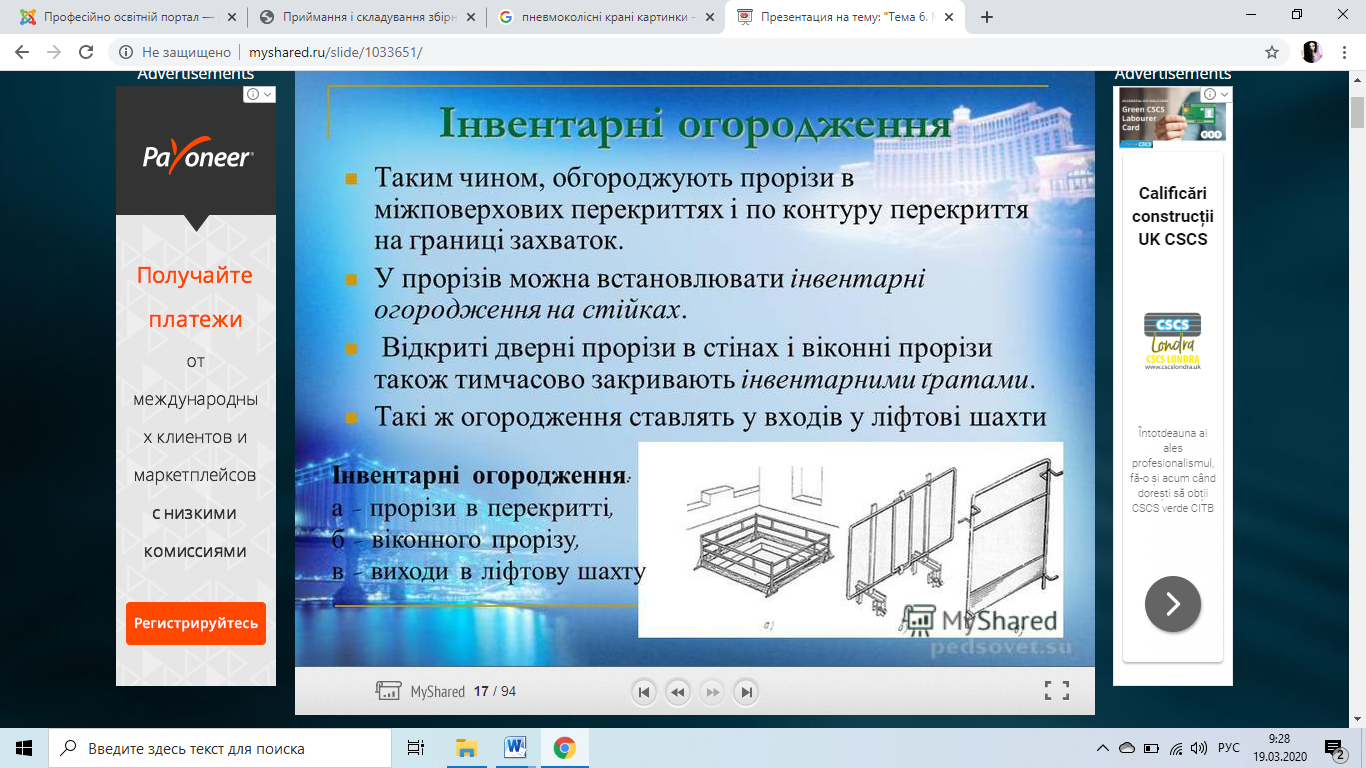 Професійно освітній портал —
Приймання і складування збірн
пневмоколісні крані картинки -
Презентация на тему: "Тема 6. М
Не защищено
myshared.ru/slide/1033651/
Advertisements
Payoneer
Получайте
платежи
от
международны
х клиентов и
маркетплейсов
с низкими
комиссиями
Регистрируйтесь
Інвентарні огородження
Таким чином, обгороджують прорізи в
міжповерхових перекриттях і по контуру перекриття
на границі захваток.
У прорізів можна встановлювати інвентарні
огородження на стійках.
Відкриті дверні прорізи в стінах і віконні прорізи
також тимчасово закривають інвентарними ґратами.
Такі ж огородження ставлять у входів у ліфтові шахти
Інвентарні огородження:
а - прорізи в перекритті,
б - віконного прорізу,
в - виходи в ліфтову шахту
а)
б)
в)
MyShared
pedsovet.su
MyShared 17 / 94
Advertisements
Green CSCS
Labourer
Card
Calificări
construcții
UK CSCS
CSCS
Londra
CSCS LONDRA
www.cscslondra.uk
Întotdeauna ai
ales
profesionalismul,
fă-o și acum când
dorești să obții
CSCS verde CITB
Введите здесь текст для поиска
W
РУС
9:28
19.03.2020
2